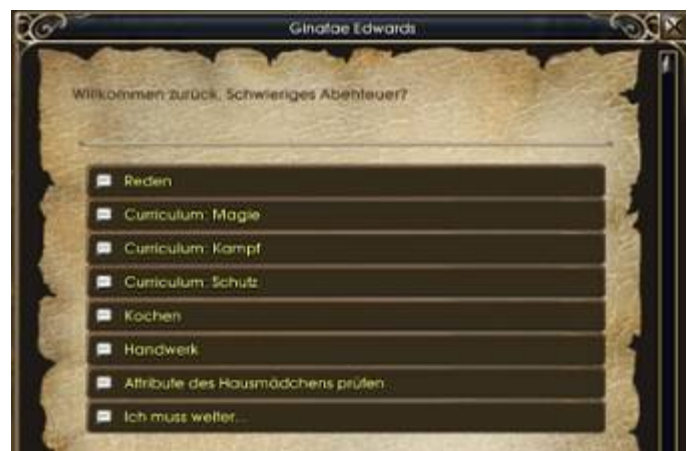 Ginafae Edwards
Willkommen zurück. Schwieriges Abenteuer?
Reden
Curriculum: Magie
Curriculum: Kampf
Curriculum: Schutz
Kochen
Handwerk
Attribute des Hausmädchens prüfen
Ich muss weiter...